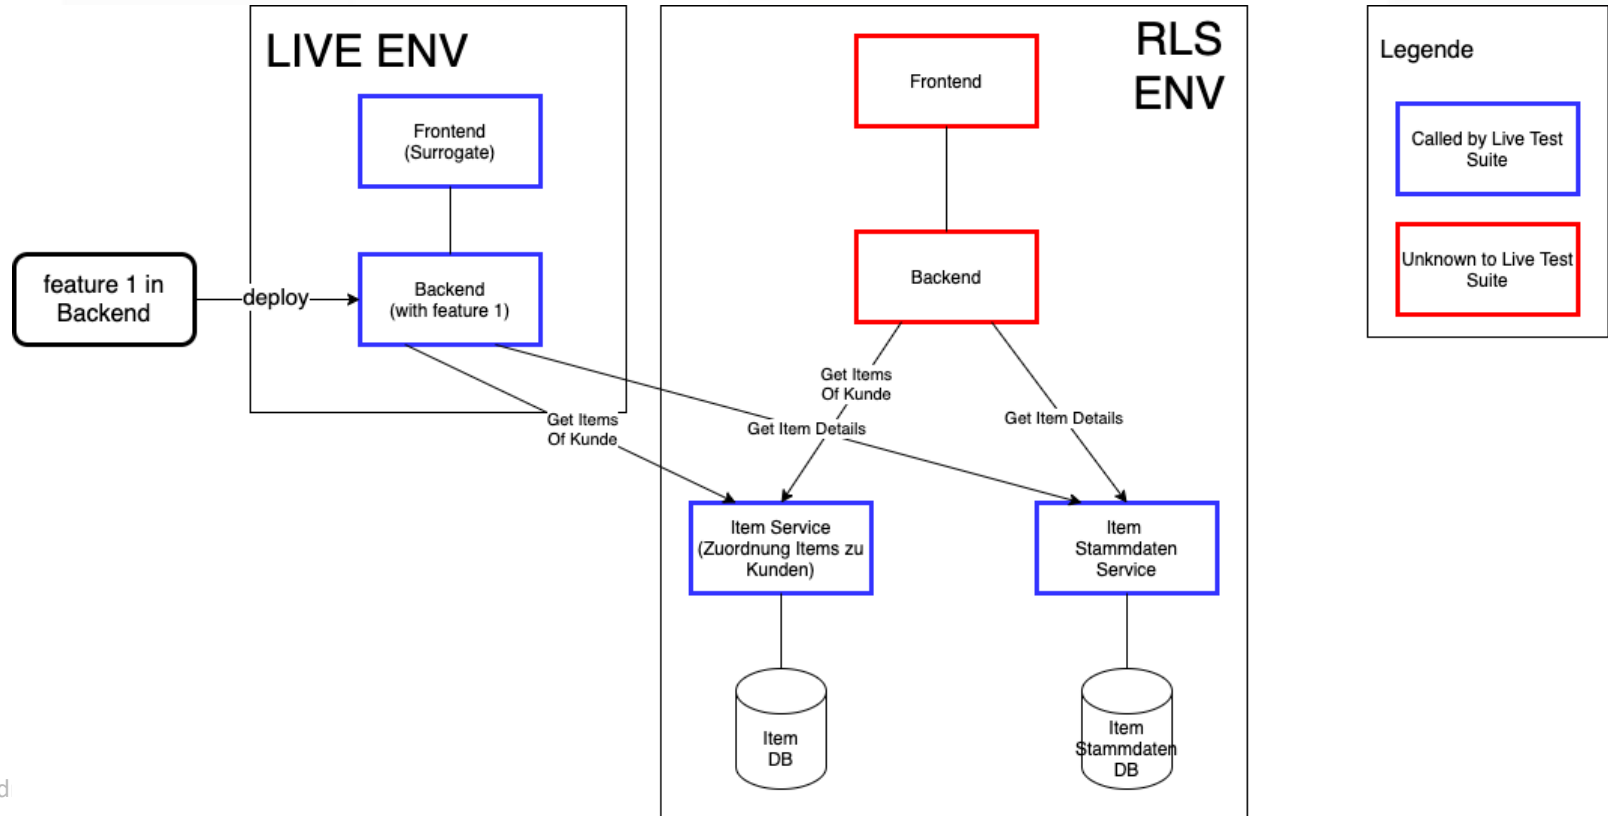 LIVE ENV
Frontend
(Surrogate)
feature 1 in
Backend
deploy
Backend
(with feature 1)
Get Items
Of Kunde
Get Item Details
RLS
ENV
Frontend
Backend
Get Items
Of Kunde
Get Item Details
Item Service
(Zuordnung Items zu
Kunden)
Item
Stammdaten
Service
Item
DB
Item
Stammdaten
DB
Legende
Called by Live Test
Suite
Unknown to Live Test
Suite
d